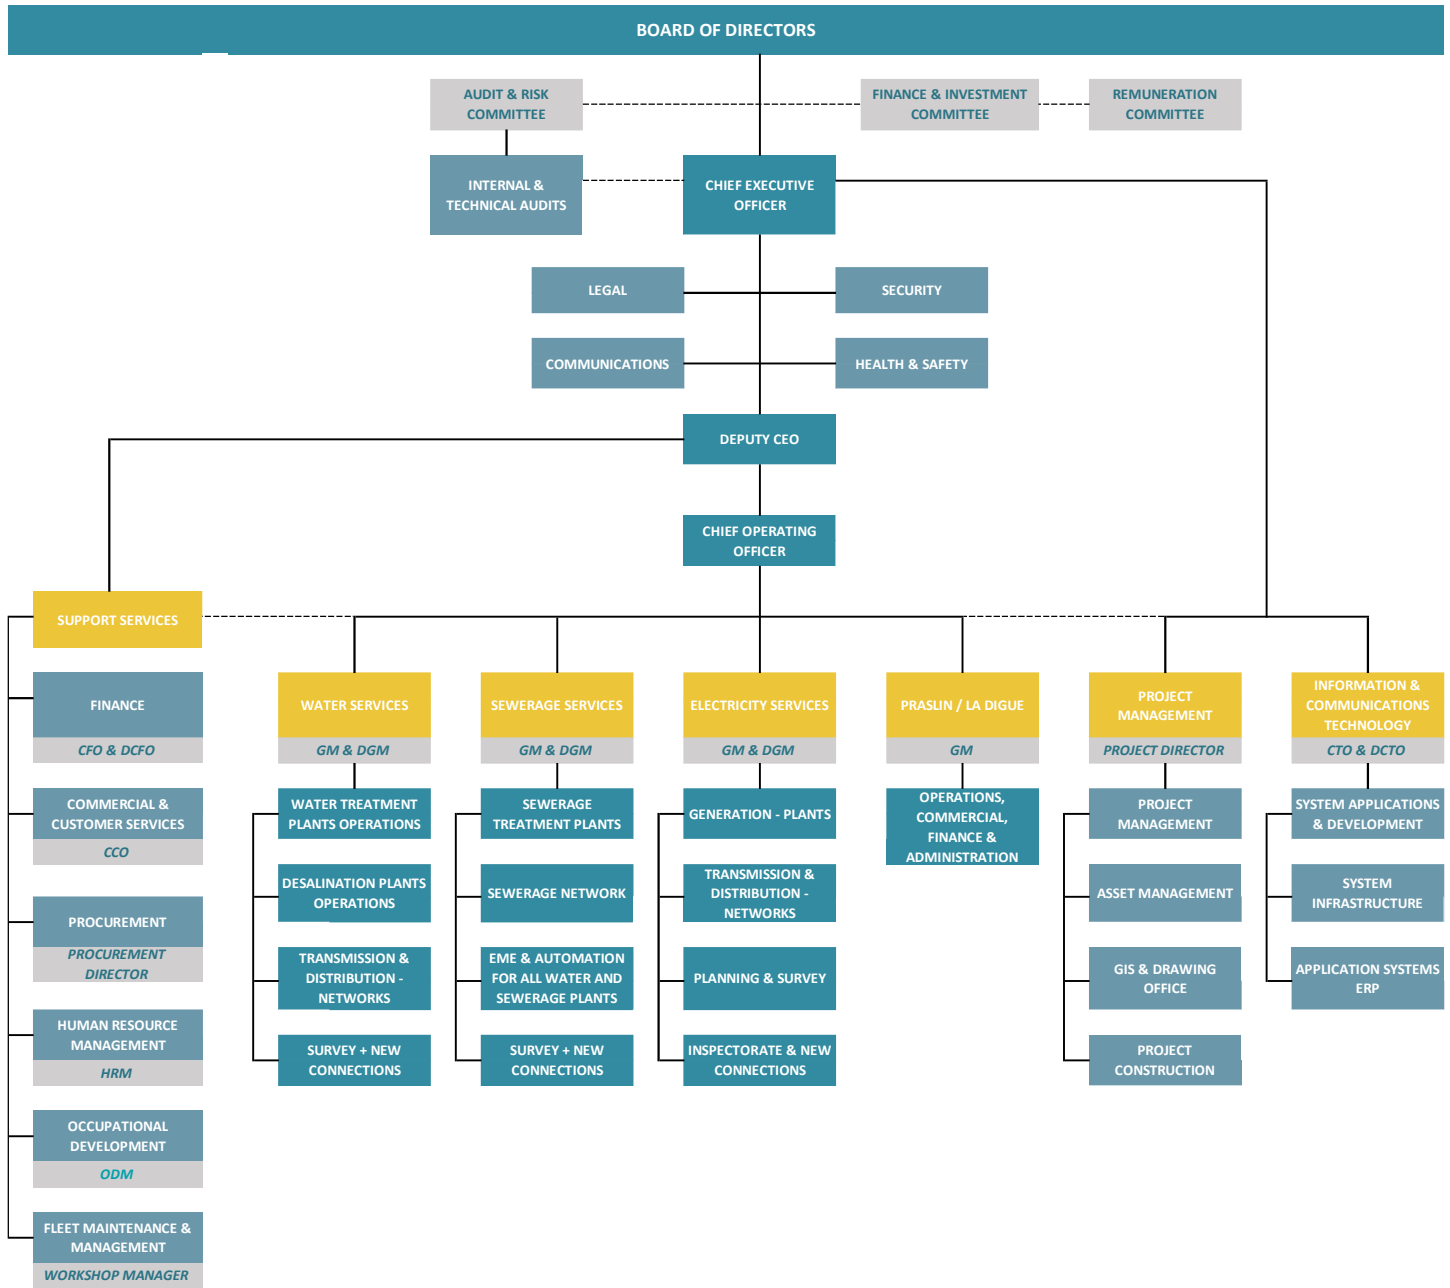 BOARD OF DIRECTORS
AUDIT & RISK
COMMITTEE
FINANCE & INVESTMENT
COMMITTEE
REMUNERATION
COMMITTEE
INTERNAL &
TECHNICAL AUDITS
CHIEF EXECUTIVE
OFFICER
LEGAL
SECURITY
COMMUNICATIONS
HEALTH & SAFETY
DEPUTY CEO
CHIEF OPERATING
OFFICER
SUPPORT SERVICES
FINANCE
CFO & DCFO
COMMERCIAL &
CUSTOMER SERVICES
CCO
PROCUREMENT
PROCUREMENT
DIRECTOR
HUMAN RESOURCE
MANAGEMENT
HRM
OCCUPATIONAL
DEVELOPMENT
ODM
FLEET MAINTENANCE &
MANAGEMENT
WORKSHOP MANAGER
WATER SERVICES
GM & DGM
WATER TREATMENT
PLANTS OPERATIONS
DESALINATION PLANTS
OPERATIONS
TRANSMISSION &
DISTRIBUTION -
NETWORKS
SURVEY + NEW
CONNECTIONS
SEWERAGE SERVICES
GM & DGM
SEWERAGE
TREATMENT PLANTS
SEWERAGE NETWORK
EME & AUTOMATION
FOR ALL WATER AND
SEWERAGE PLANTS
SURVEY + NEW
CONNECTIONS
ELECTRICITY SERVICES
GM & DGM
GENERATION - PLANTS
TRANSMISSION &
DISTRIBUTION -
NETWORKS
PLANNING & SURVEY
INSPECTORATE & NEW
CONNECTIONS
PRASLIN / LA DIGUE
GM
OPERATIONS,
COMMERCIAL,
FINANCE &
ADMINISTRATION
PROJECT
MANAGEMENT
PROJECT DIRECTOR
PROJECT
MANAGEMENT
ASSET MANAGEMENT
GIS & DRAWING
OFFICE
PROJECT
CONSTRUCTION
INFORMATION &
COMMUNICATIONS
TECHNOLOGY
CTO & DCTO
SYSTEM APPLICATIONS
& DEVELOPMENT
SYSTEM
INFRASTRUCTURE
APPLICATION SYSTEMS
ERP